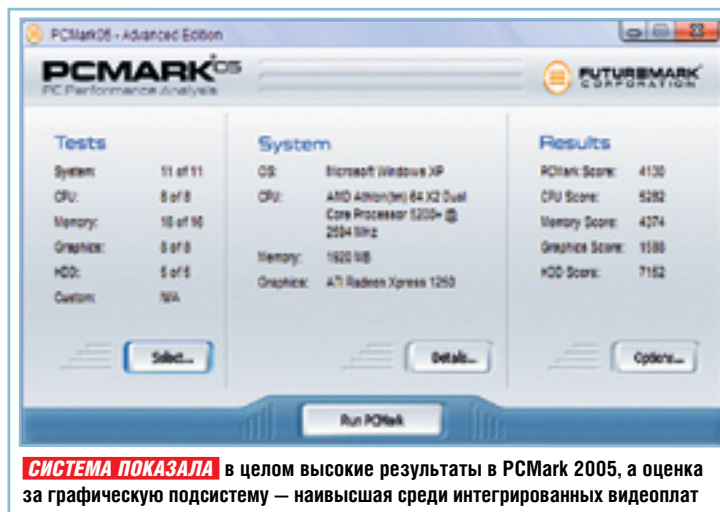 PCMark05 - Advanced Edition
PCMARK 05
PC Performance Analysis
FUTUREMARK
CORPORATION
Tests
System: 11 of 11
CPU: 8 of 8
Memory: 16 of 16
Graphics: 8 of 8
HDD: 5 of 5
Custom: N/A
Select...
System
OS: Microsoft Windows XP
CPU: AMD Athlon(tm) 64 X2 Dual
Core Processor 5200+ @
2694 MHz
Memory: 1920 MB
Graphics: ATI Radeon Xpress 1250
Details...
Results
PCMark Score: 4130
CPU Score: 5282
Memory Score: 4374
Graphics Score: 1588
HDD Score: 7152
Options...
Run PCMark
СИСТЕМА ПОКАЗАЛА в целом высокие результаты в PCMark 2005, а оценка
за графическую подсистему — наивысшая среди интегрированных видеоплат